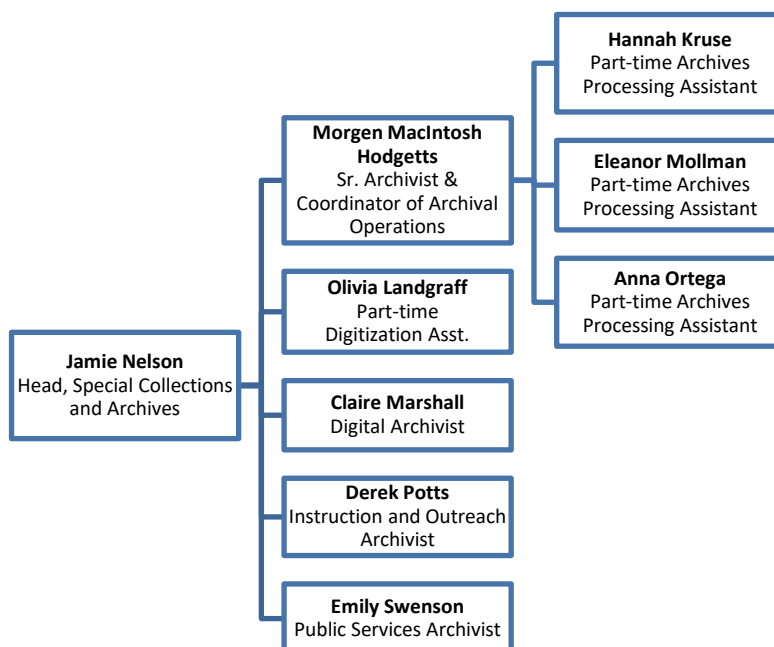 Hannah Kruse
Part-time Archives
Processing Assistant
Morgen MacIntosh
Hodgetts
Sr. Archivist &
Coordinator of Archival
Operations
Eleanor Mollman
Part-time Archives
Processing Assistant
Anna Ortega
Part-time Archives
Processing Assistant
Olivia Landgraff
Part-time
Digitization Asst.
Jamie Nelson
Head, Special Collections
and Archives
Claire Marshall
Digital Archivist
Derek Potts
Instruction and Outreach
Archivist
Emily Swenson
Public Services Archivist